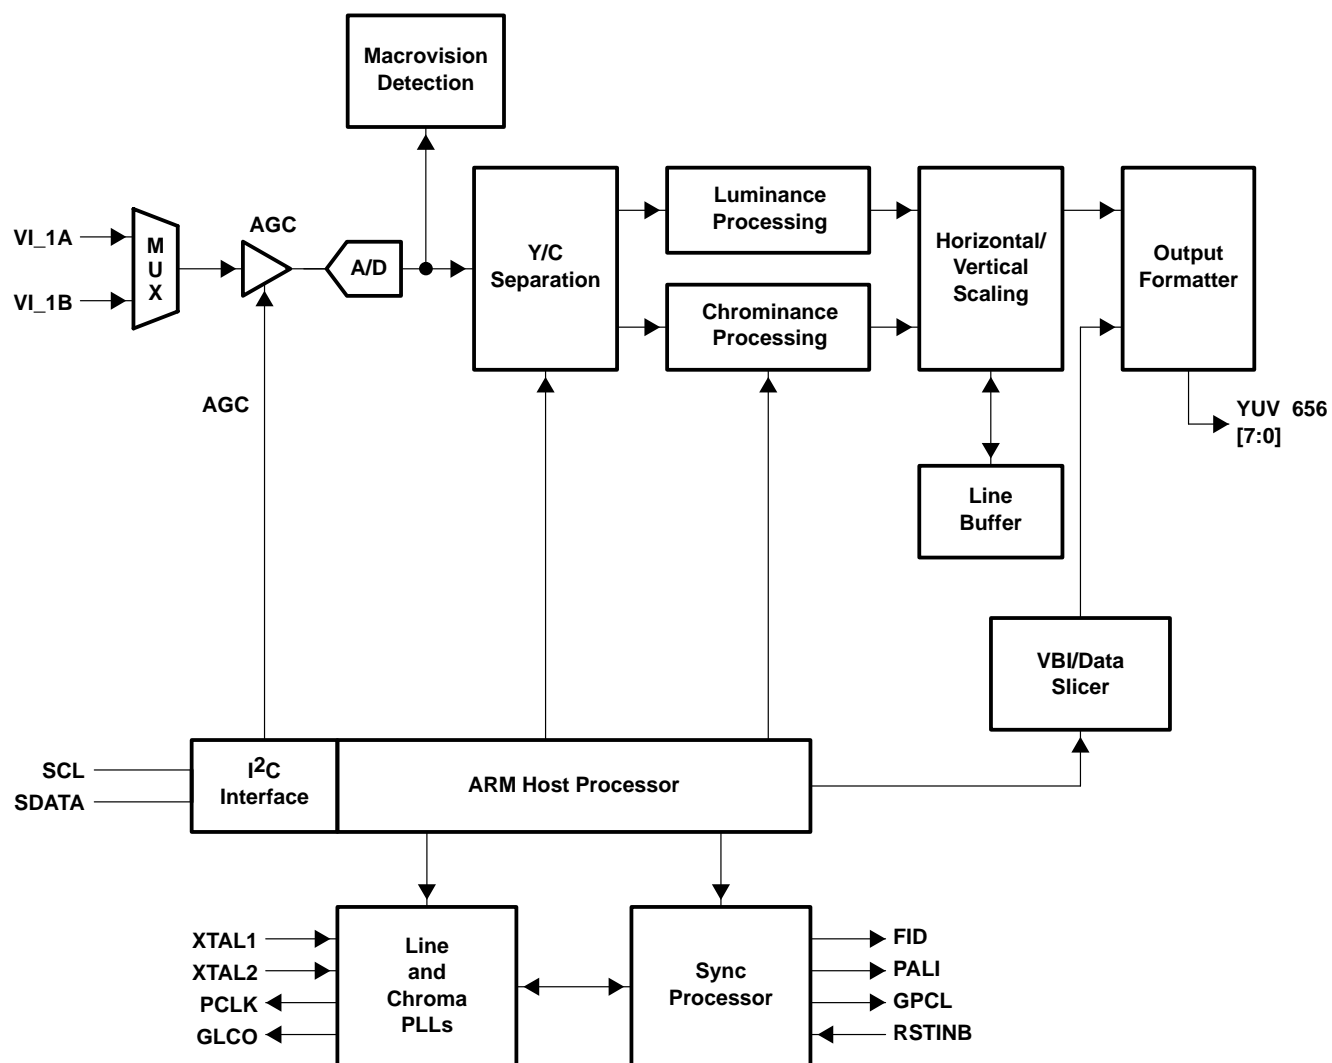 Macrovision
Detection
VI_1A
VI_1B
M
U
X
AGC
A/D
Y/C
Separation
Luminance
Processing
Chrominance
Processing
Horizontal/
Vertical
Scaling
Output
Formatter
AGC
YUV 656
[7:0]
Line
Buffer
VBI/Data
Slicer
SCL
SDATA
I2C
Interface
ARM Host Processor
XTAL1
XTAL2
PCLK
GLCO
Line
and
Chroma
PLLs
Sync
Processor
FID
PALI
GPCL
RSTINB